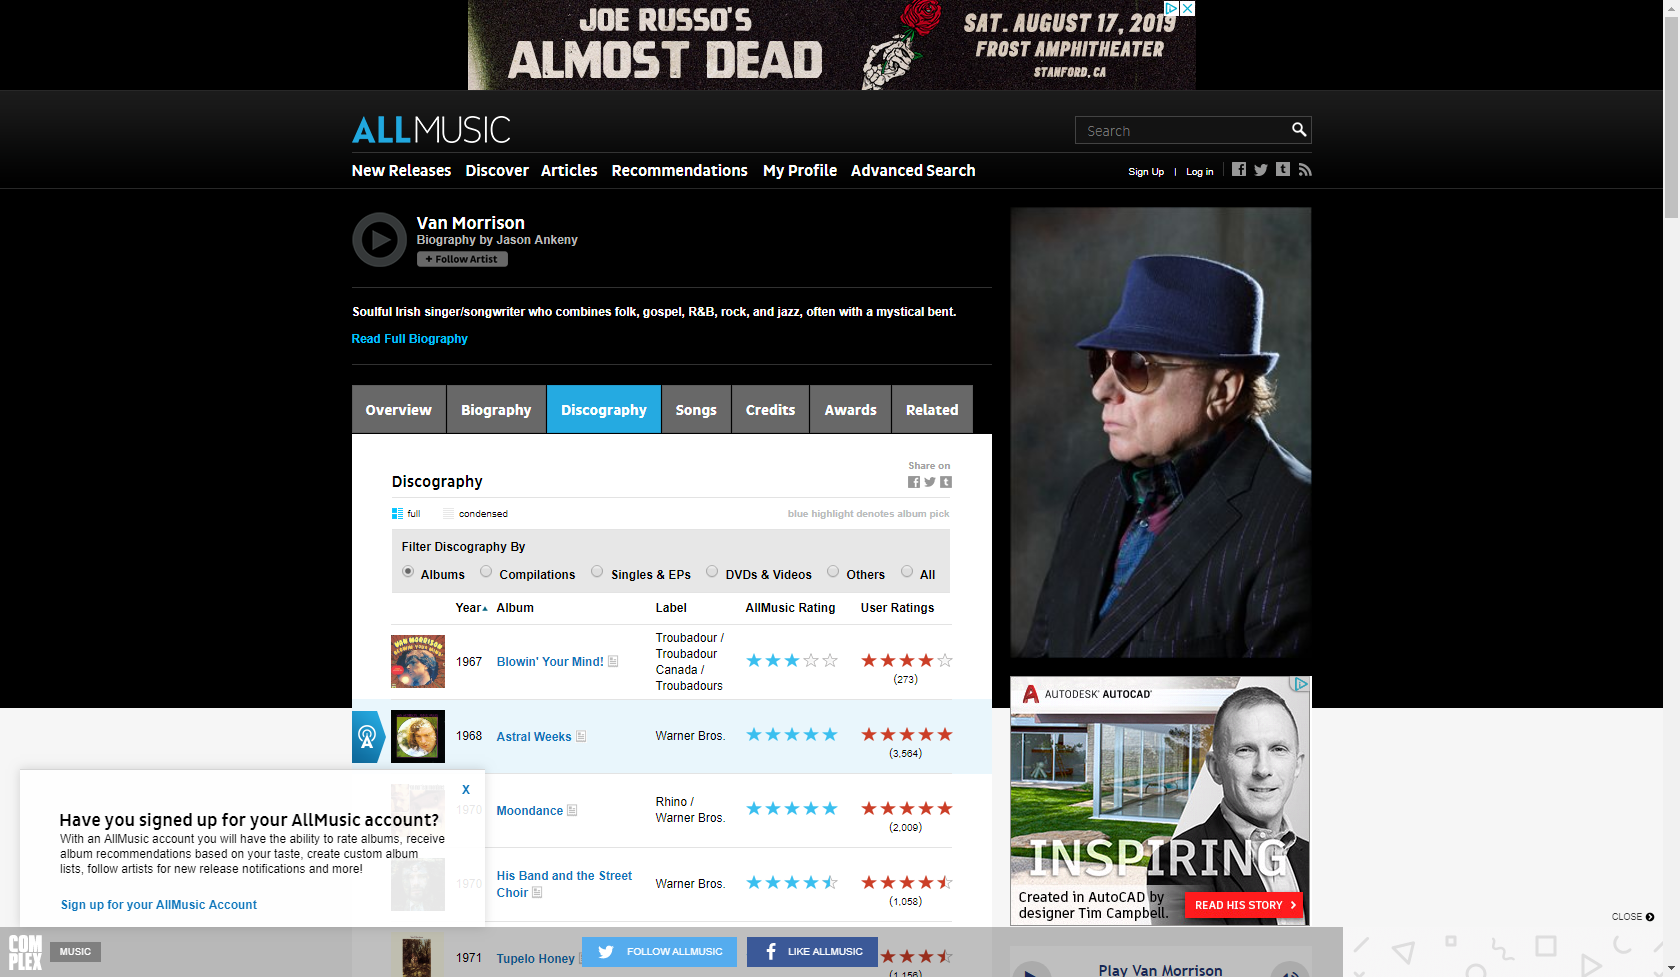 JOE RUSSO'S
ALMOST DEAD
SAT. AUGUST 17, 2019
FROST AMPHITHEATER
STANFORD, CA
ALLMUSIC
Search
New Releases Discover Articles Recommendations My Profile Advanced Search
Sign Up | Log in
Van Morrison
Biography by Jason Ankeny
+ Follow Artist
Soulful Irish singer/songwriter who combines folk, gospel, R&B, rock, and jazz, often with a mystical bent.
Read Full Biography
Overview Biography Discography Songs Credits Awards Related
Share on
Discography
full condensed blue highlight denotes album pick
Filter Discography By
Albums Compilations Singles & EPs DVDs & Videos Others All
Year Album Label AllMusic Rating User Ratings
VAN MORRISON
BLOWIN' YOUR MIND!
1967 Blowin' Your Mind! Troubadour / Troubadour Canada / Troubadours (273)
1968 Astral Weeks Warner Bros. (3,564)
1970 Moondance Rhino / Warner Bros. (2,009)
1970 His Band and the Street Choir Warner Bros. (1,058)
1971 Tupelo Honey (1,156)
X
Have you signed up for your AllMusic account?
With an AllMusic account you will have the ability to rate albums, receive
album recommendations based on your taste, create custom album
lists, follow artists for new release notifications and more!
Sign up for your AllMusic Account
AUTODESK® AUTOCAD®
INSPIRING
Created in AutoCAD by
designer Tim Campbell.
READ HIS STORY
CLOSE
COMPLEX
MUSIC
FOLLOW ALLMUSIC
LIKE ALLMUSIC
Play Van Morrison